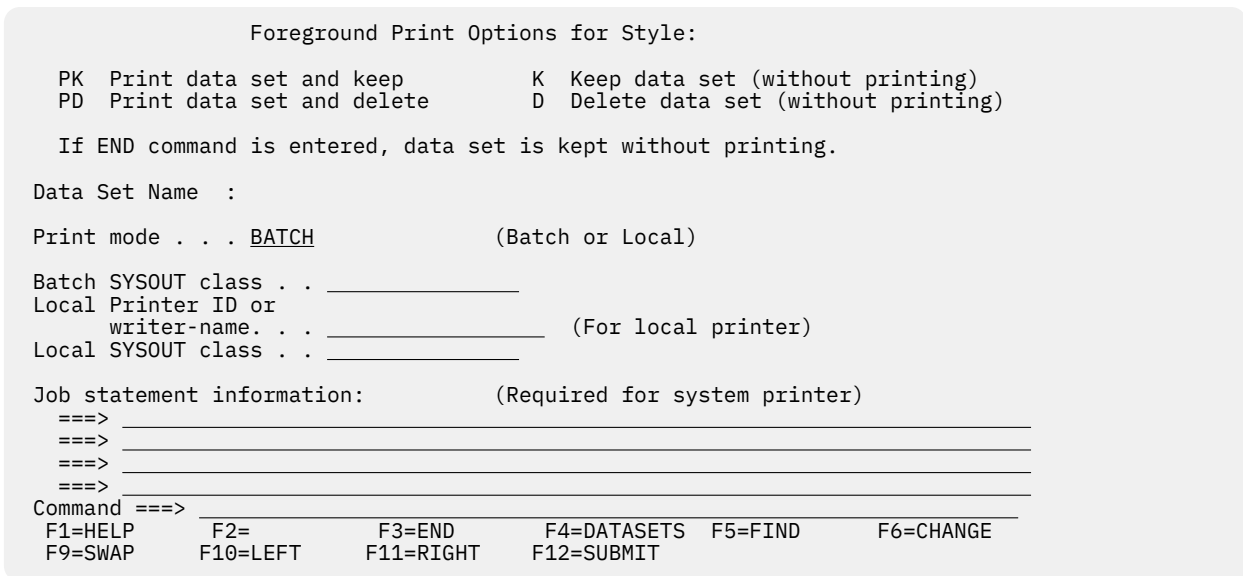 Foreground Print Options for Style:
PK  Print data set and keep          K  Keep data set (without printing)
PD  Print data set and delete        D  Delete data set (without printing)
If END command is entered, data set is kept without printing.
Data Set Name  :
Print mode . . . BATCH              (Batch or Local)
Batch SYSOUT class . .
Local Printer ID or
writer-name. . .                    (For local printer)
Local SYSOUT class . .
Job statement information:          (Required for system printer)
===>
===>
===>
===>
Command ===>
F1=HELP      F2=          F3=END       F4=DATASETS  F5=FIND      F6=CHANGE
F9=SWAP     F10=LEFT     F11=RIGHT    F12=SUBMIT